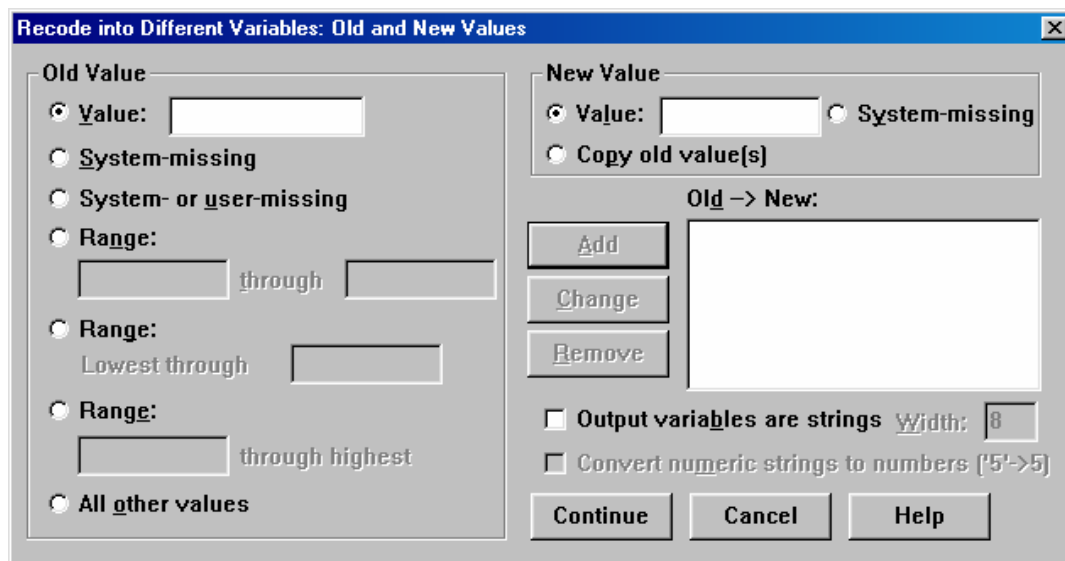 Recode into Different Variables: Old and New Values
Old Value
Value:
System-missing
System- or user-missing
Range:
through
Range:
Lowest through
Range:
through highest
All other values
New Value
Value:
System-missing
Copy old value(s)
Old –> New:
Add
Change
Remove
Output variables are strings Width: 8
Convert numeric strings to numbers ('5'->5)
Continue Cancel Help